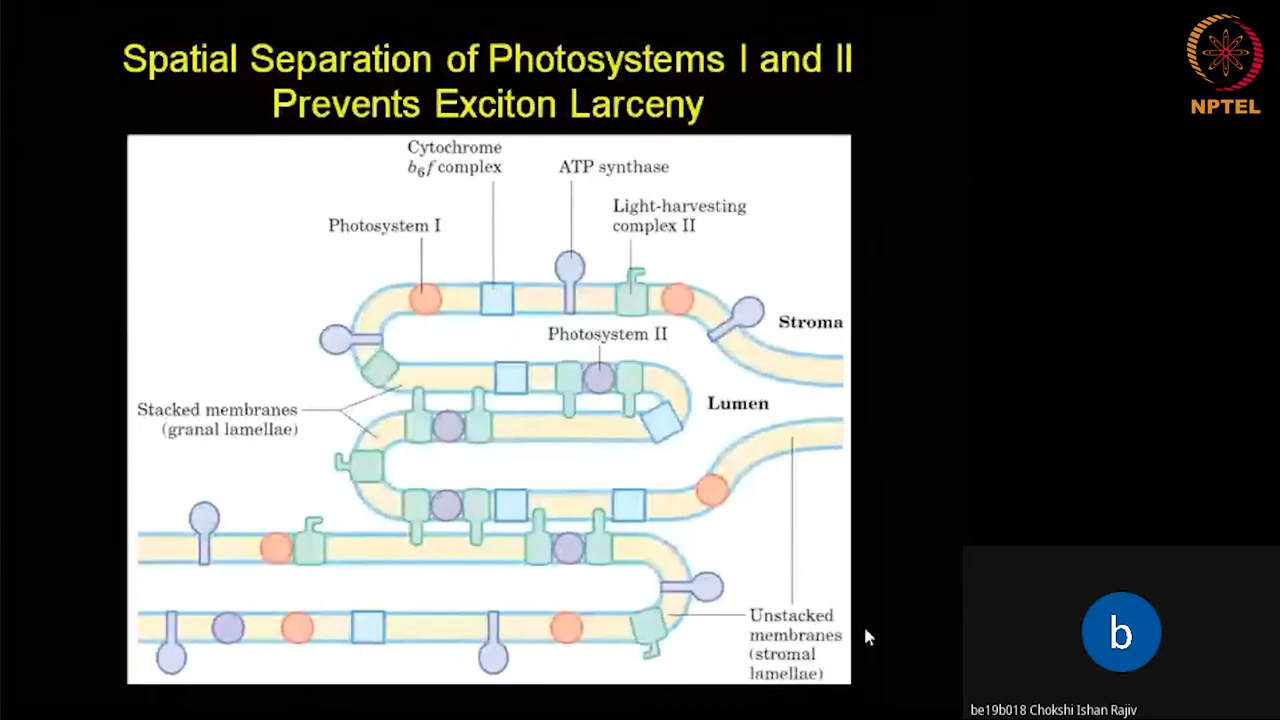 Spatial Separation of Photosystems I and II
Prevents Exciton Larceny
NPTEL
Cytochrome
b₆f complex
ATP synthase
Light-harvesting
complex II
Photosystem I
Stroma
Photosystem II
Lumen
Stacked membranes
(granal lamellae)
Unstacked
membranes
(stromal
lamellae)
b
be19b018 Chokshi Ishan Rajiv